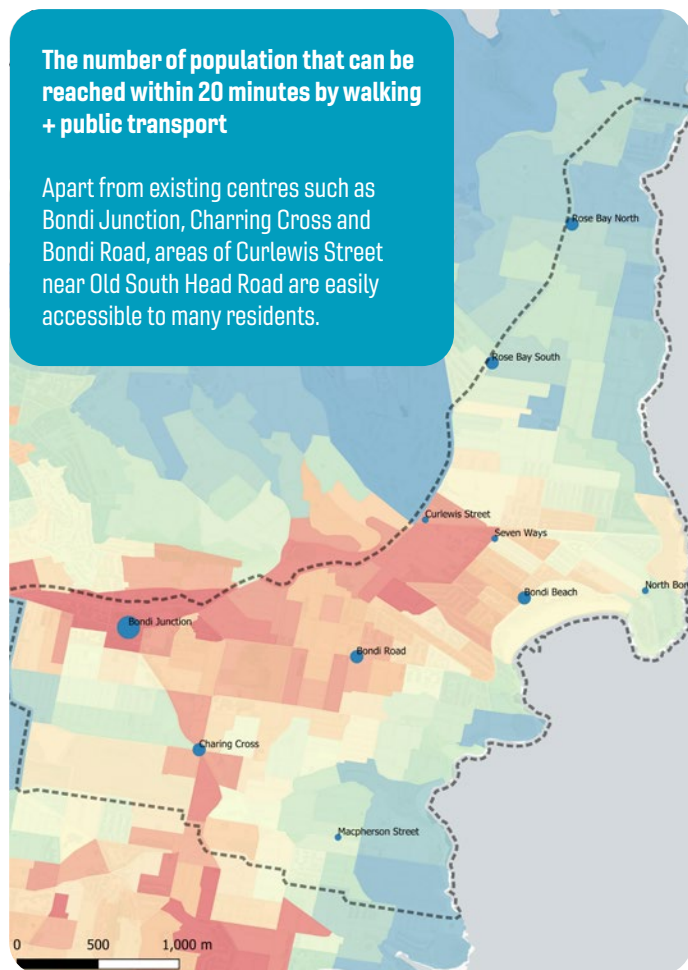 The number of population that can be
reached within 20 minutes by walking
+ public transport
Apart from existing centres such as
Bondi Junction, Charring Cross and
Bondi Road, areas of Curlewis Street
near Old South Head Road are easily
accessible to many residents.
Rose Bay North
Rose Bay South
Curlewis Street
Seven Ways
North Bon
Bondi Beach
Bondi Junction
Bondi Road
Charing Cross
Macpherson Street
0 500 1,000 m